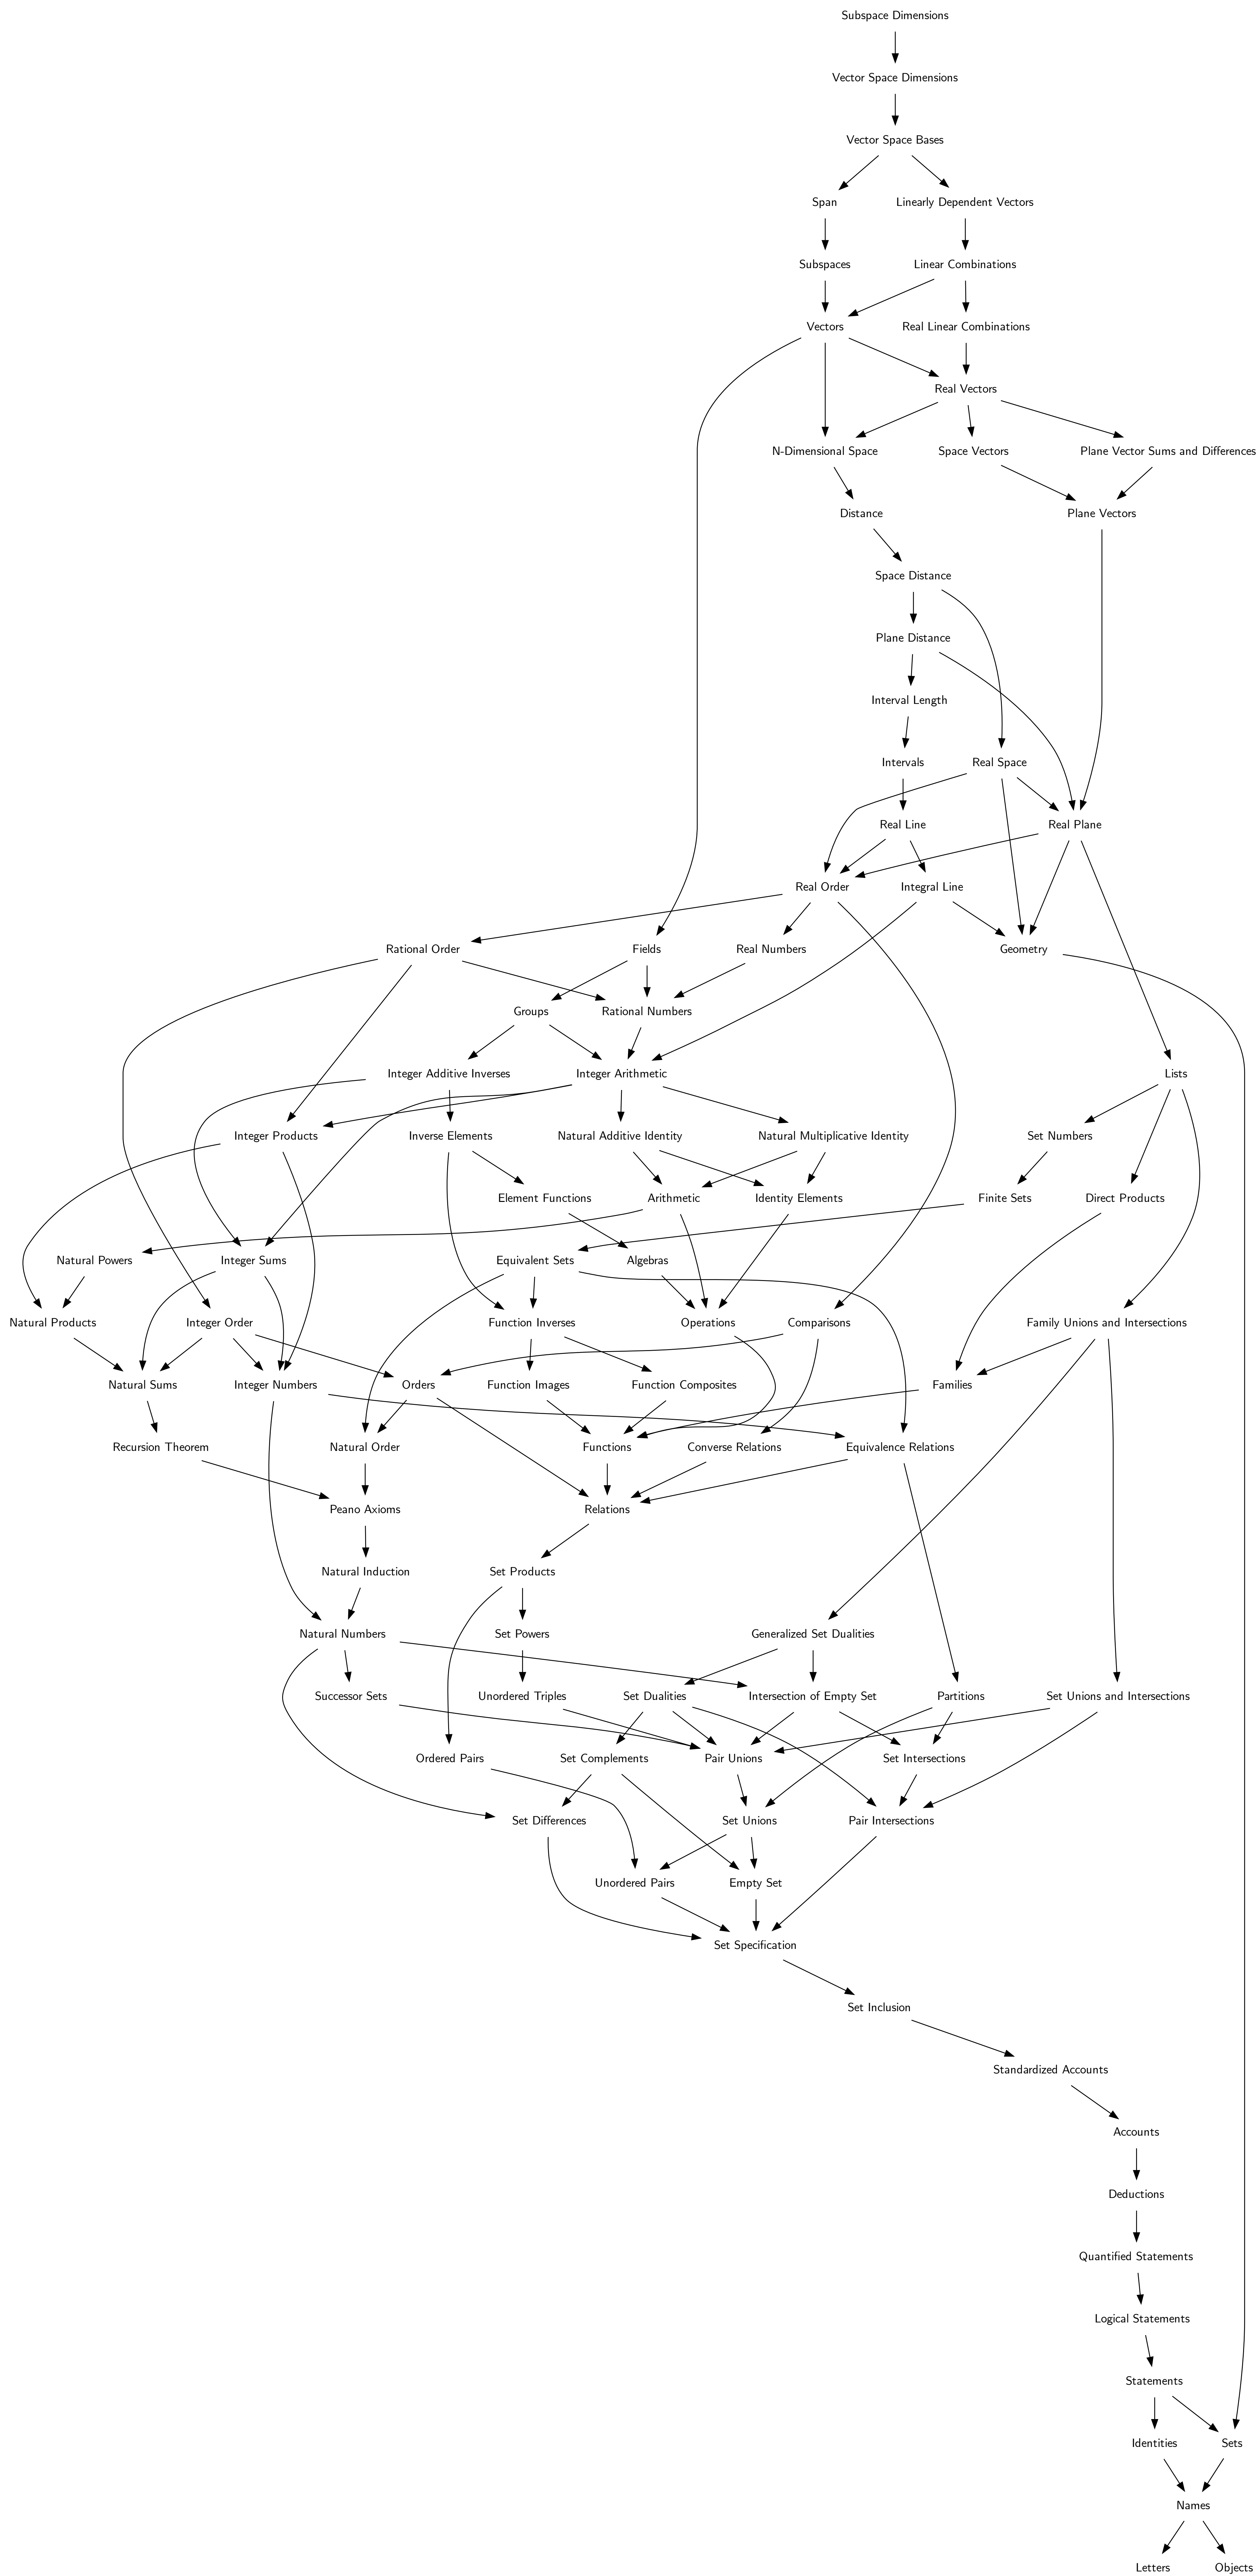 Subspace Dimensions
Vector Space Dimensions
Vector Space Bases
Span
Linearly Dependent Vectors
Subspaces
Linear Combinations
Vectors
Real Linear Combinations
Real Vectors
N-Dimensional Space
Space Vectors
Plane Vector Sums and Differences
Distance
Plane Vectors
Space Distance
Plane Distance
Interval Length
Intervals
Real Space
Real Line
Real Plane
Real Order
Integral Line
Rational Order
Fields
Real Numbers
Geometry
Groups
Rational Numbers
Integer Additive Inverses
Integer Arithmetic
Lists
Integer Products
Inverse Elements
Natural Additive Identity
Natural Multiplicative Identity
Set Numbers
Element Functions
Arithmetic
Identity Elements
Finite Sets
Direct Products
Natural Powers
Integer Sums
Equivalent Sets
Algebras
Natural Products
Integer Order
Function Inverses
Operations
Comparisons
Family Unions and Intersections
Natural Sums
Integer Numbers
Orders
Function Images
Function Composites
Families
Recursion Theorem
Natural Order
Functions
Converse Relations
Equivalence Relations
Peano Axioms
Relations
Natural Induction
Set Products
Natural Numbers
Set Powers
Generalized Set Dualities
Successor Sets
Unordered Triples
Set Dualities
Intersection of Empty Set
Partitions
Set Unions and Intersections
Ordered Pairs
Set Complements
Pair Unions
Set Intersections
Set Differences
Set Unions
Pair Intersections
Unordered Pairs
Empty Set
Set Specification
Set Inclusion
Standardized Accounts
Accounts
Deductions
Quantified Statements
Logical Statements
Statements
Identities
Sets
Names
Letters
Objects